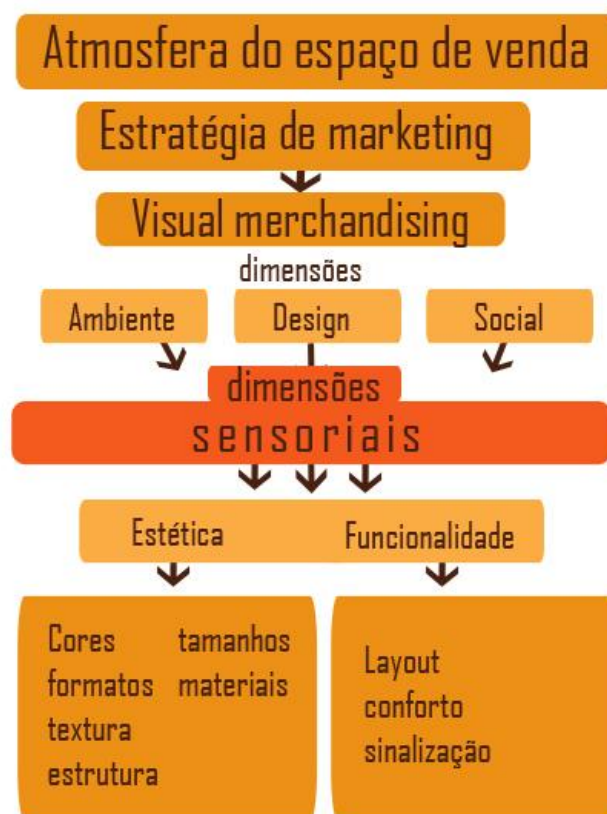 Atmosfera do espaço de venda
Estratégia de marketing
Visual merchandising
dimensões
Ambiente Design Social
dimensões
sensoriais
Estética Funcionalidade
Cores tamanhos
formatos materiais
textura
estrutura
Layout
conforto
sinalização